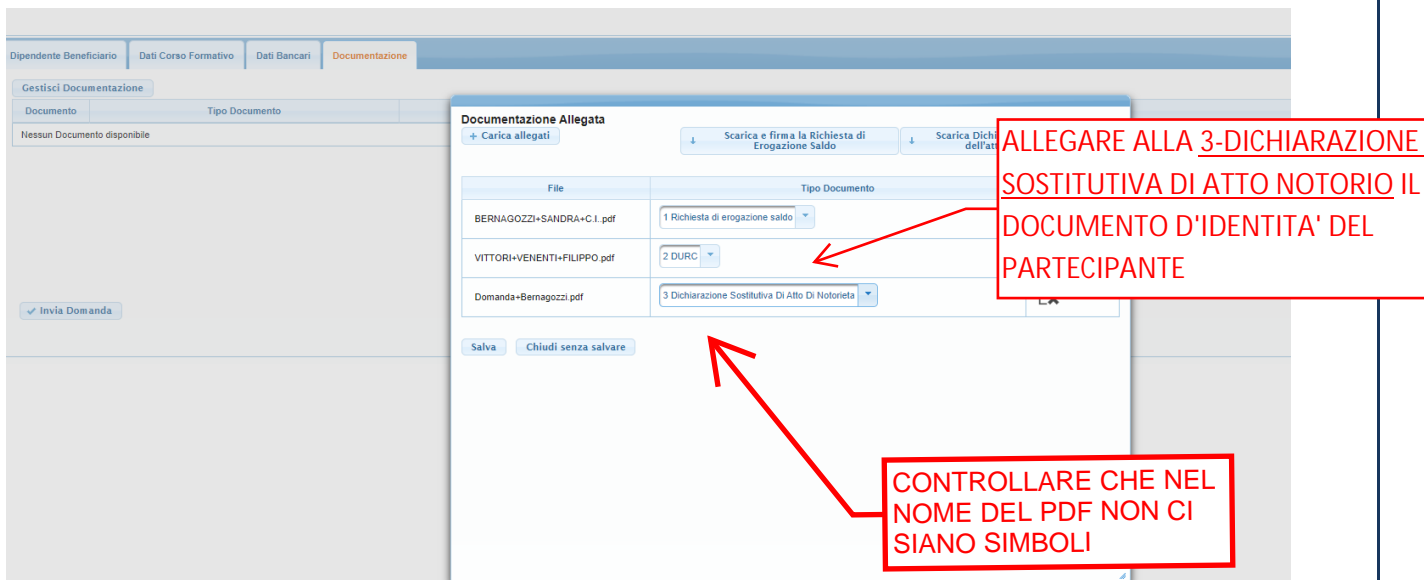 Dipendente Beneficiario Dati Corso Formativo Dati Bancari Documentazione
Gestisci Documentazione
Documento Tipo Documento
Nessun Documento disponibile
Invia Domanda
Documentazione Allegata
+ Carica allegati
Scarica e firma la Richiesta di
Erogazione Saldo
Scarica
File Tipo Documento
BERNAGOZZI+SANDRA+C.I..pdf 1 Richiesta di erogazione saldo
VITTORI+VENENTI+FILIPPO.pdf 2 DURC
Domanda+Bernagozzi.pdf 3 Dichiarazione Sostitutiva Di Atto Di Notorieta
Salva Chiudi senza salvare
ALLEGARE ALLA 3-DICHIARAZIONE
SOSTITUTIVA DI ATTO NOTORIO IL
DOCUMENTO D'IDENTITA' DEL
PARTECIPANTE
CONTROLLARE CHE NEL
NOME DEL PDF NON CI
SIANO SIMBOLI